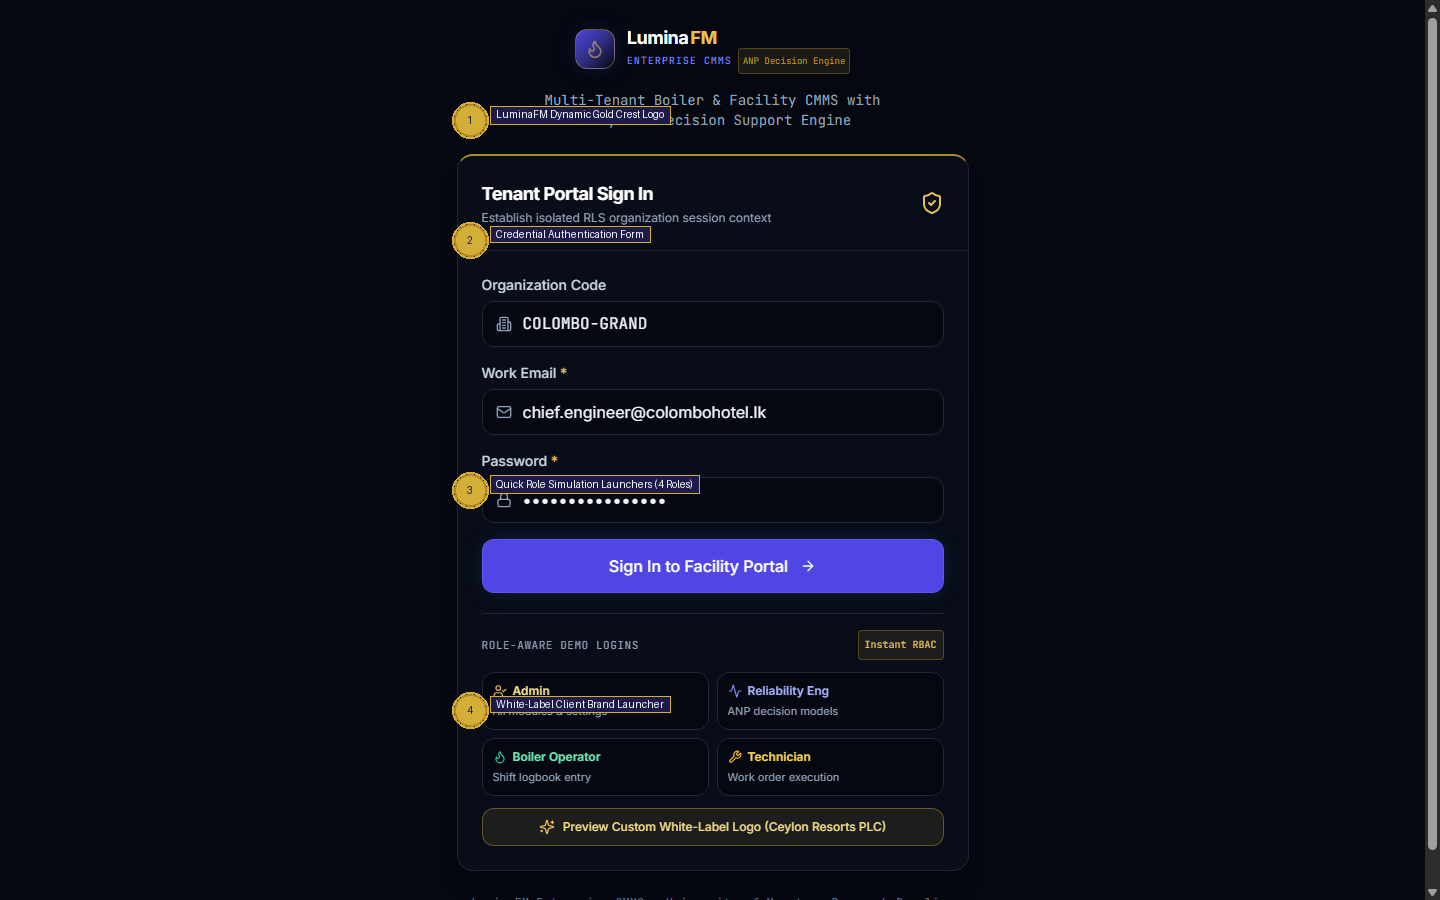 LuminaFM
ENTERPRISE CMMS ANP Decision Engine
Multi-Tenant Boiler & Facility CMMS with
1 LuminaFM Dynamic Gold Crest Logo
Decision Support Engine
Tenant Portal Sign In
Establish isolated RLS organization session context
2 Credential Authentication Form
Organization Code
COLOMBO-GRAND
Work Email *
chief.engineer@colombohotel.lk
Password *
3 Quick Role Simulation Launchers (4 Roles)
•••••••••••••••
Sign In to Facility Portal →
ROLE-AWARE DEMO LOGINS Instant RBAC
Admin
4 White-Label Client Brand Launcher
Reliability Eng
ANP decision models
Boiler Operator
Shift logbook entry
Technician
Work order execution
Preview Custom White-Label Logo (Ceylon Resorts PLC)